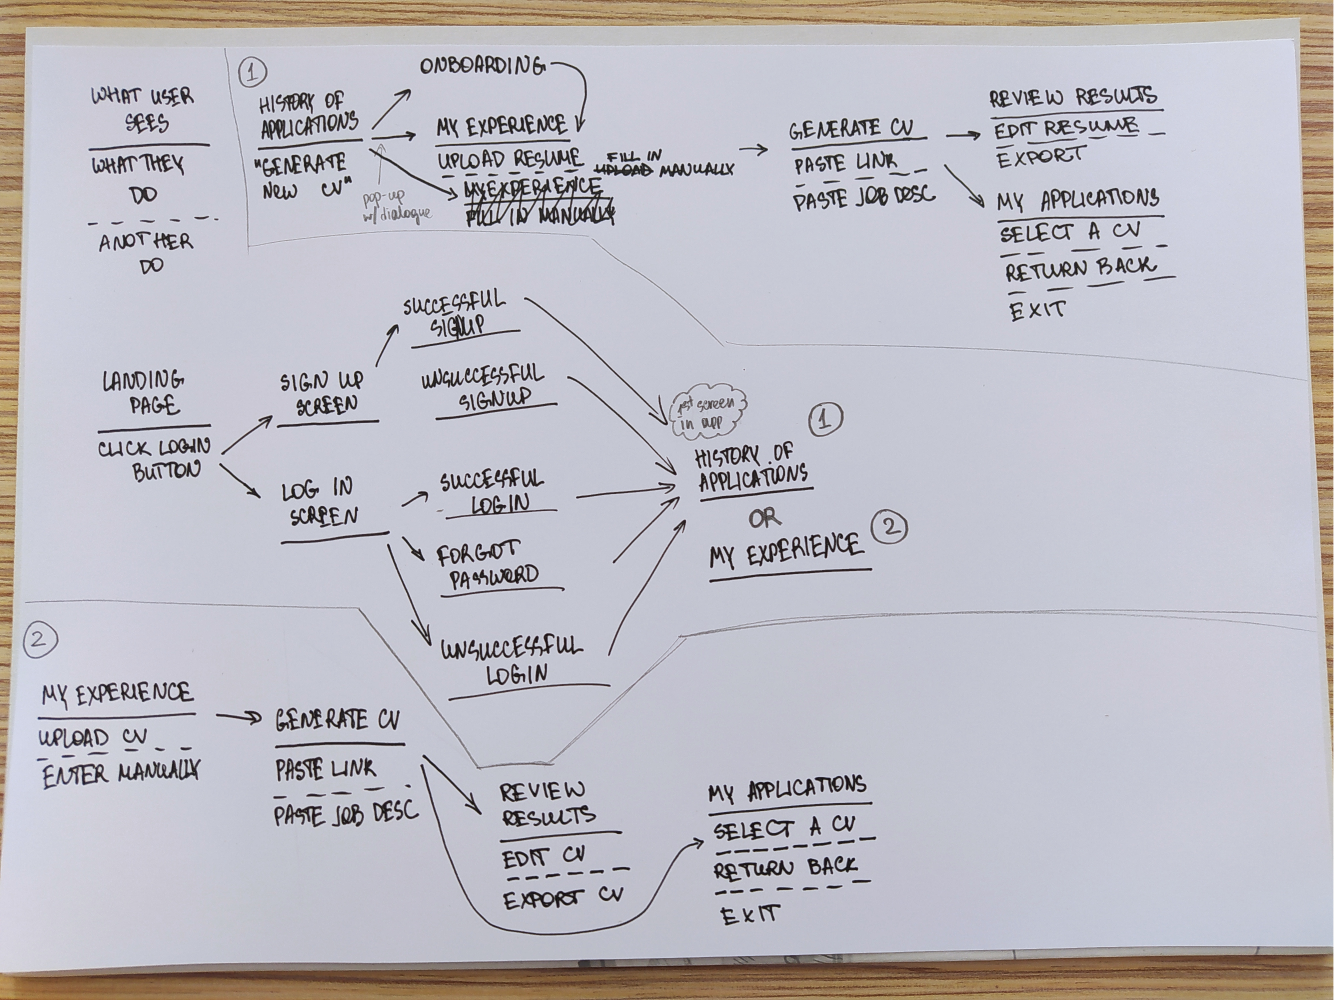 WHAT USER
SEES
WHAT THEY
DO
ANOTHER
DO
1
HISTORY OF
APPLICATIONS
"GENERATE
NEW CV"
pop-up
w/dialogue
ONBOARDING
MY EXPERIENCE
UPLOAD RESUME
MY EXPERIENCE
FILL IN MANUALLY
FILL IN
UPLOAD MANUALLY
GENERATE CV
PASTE LINK
PASTE JOB DESC
REVIEW RESULTS
EDIT RESUME
EXPORT
MY APPLICATIONS
SELECT A CV
RETURN BACK
EXIT
LANDING
PAGE
CLICK LOGIN
BUTTON
SIGN UP
SCREEN
LOG IN
SCREEN
SUCCESSFUL
SIGNUP
UNSUCCESSFUL
SIGNUP
SUCCESSFUL
LOGIN
FORGOT
PASSWORD
UNSUCCESSFUL
LOGIN
1st screen
in app
1
HISTORY OF
APPLICATIONS
OR
MY EXPERIENCE
2
2
MY EXPERIENCE
UPLOAD CV
ENTER MANUALLY
GENERATE CV
PASTE LINK
PASTE JOB DESC
REVIEW
RESULTS
EDIT CV
EXPORT CV
MY APPLICATIONS
SELECT A CV
RETURN BACK
EXIT